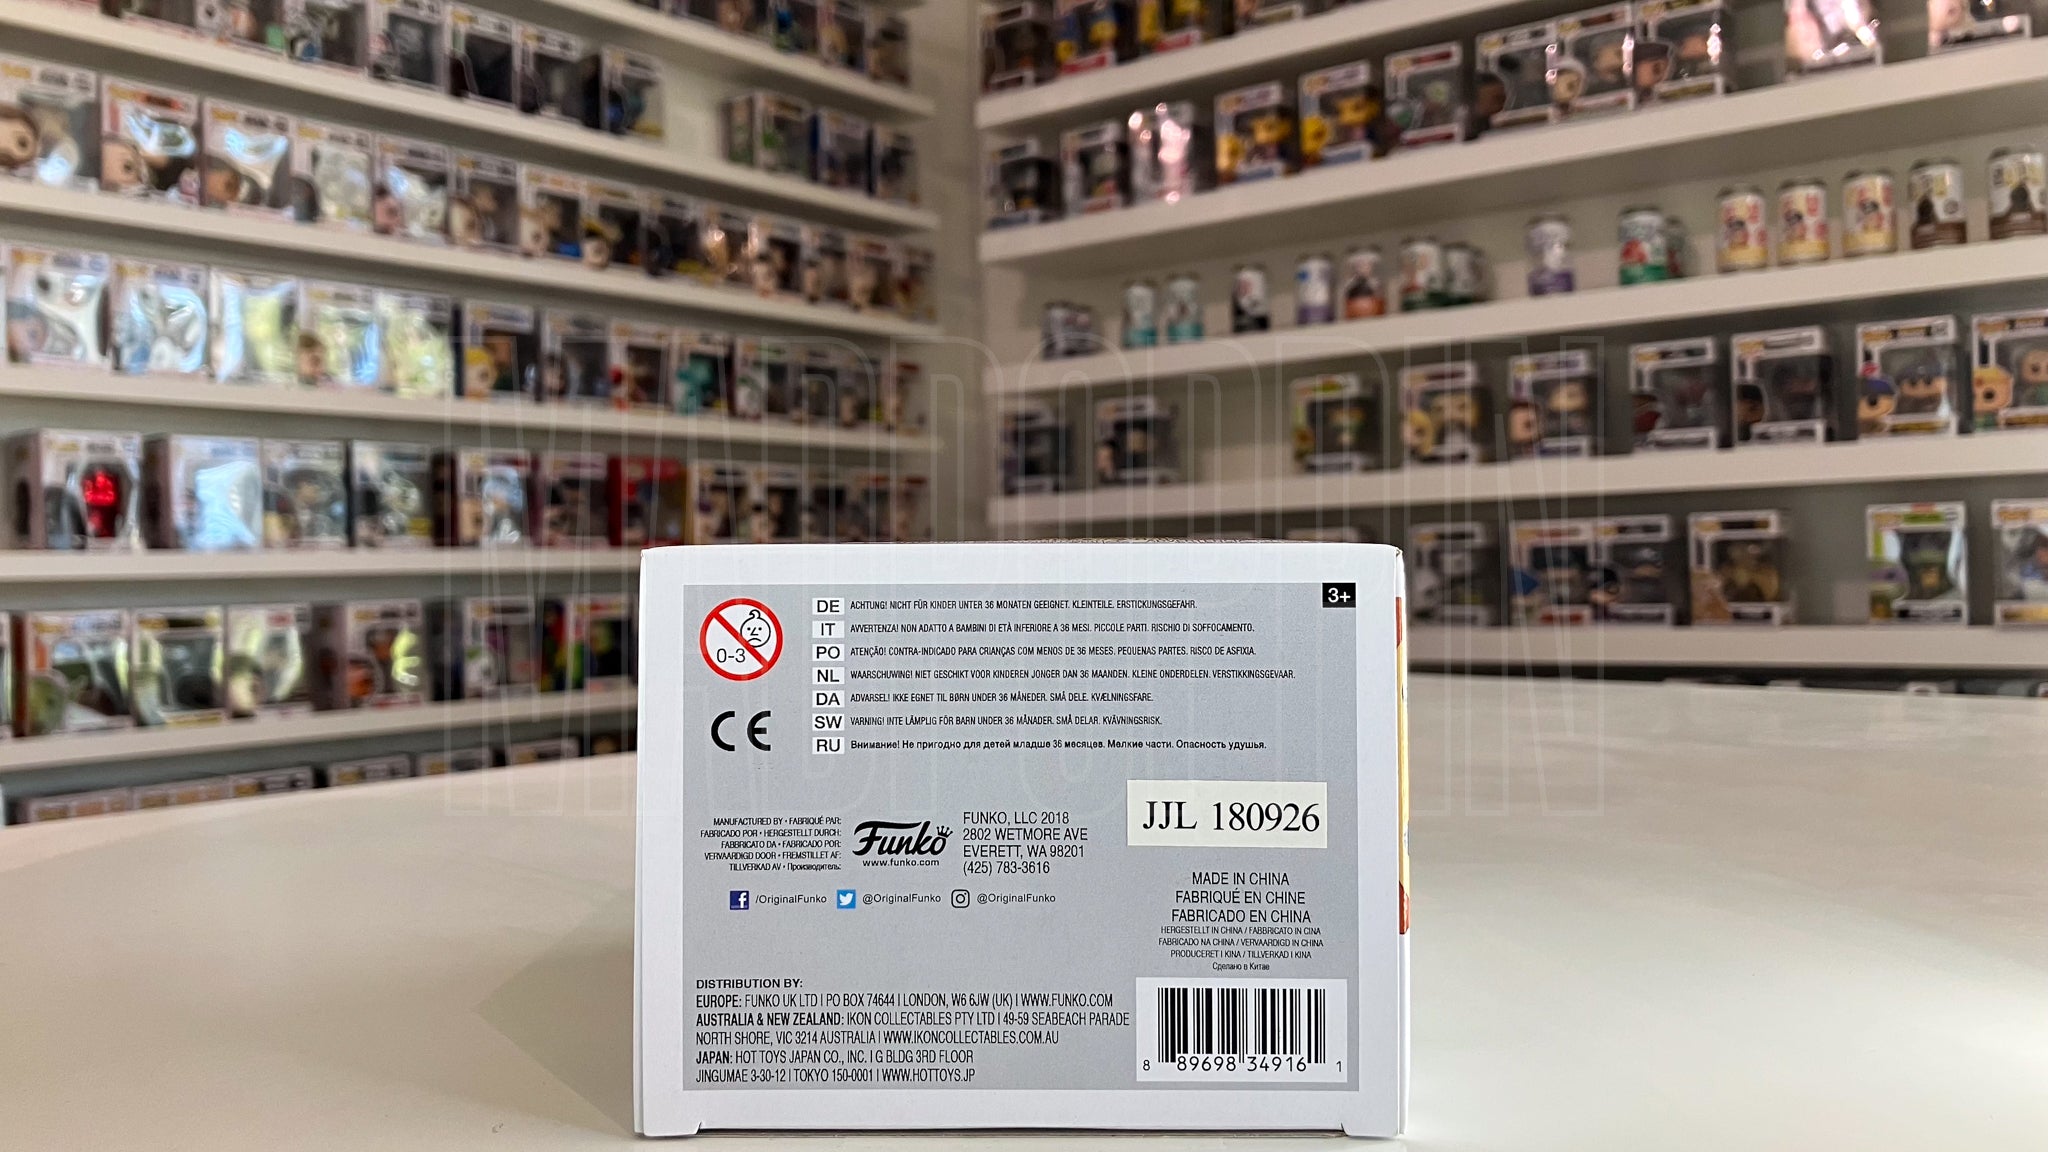 3+
0-3
DE ACHTUNG! NICHT FÜR KINDER UNTER 36 MONATEN GEEIGNET. KLEINTEILE. ERSTICKUNGSGEFAHR.
IT AVVERTENZA! NON ADATTO A BAMBINI DI ETÀ INFERIORE A 36 MESI. PICCOLE PARTI. RISCHIO DI SOFFOCAMENTO.
PO ATENÇÃO! CONTRA-INDICADO PARA CRIANÇAS COM MENOS DE 36 MESES. PEQUENAS PARTES. RISCO DE ASFIXIA.
NL WAARSCHUWING! NIET GESCHIKT VOOR KINDEREN JONGER DAN 36 MAANDEN. KLEINE ONDERDELEN. VERSTIKKINGSGEVAAR.
DA ADVARSEL! IKKE EGNET TIL BØRN UNDER 36 MÅNEDER. SMÅ DELE. KVÆLNINGSFARE.
SW VARNING! INTE LÄMPLIG FÖR BARN UNDER 36 MÅNADER. SMÅ DELAR. KVÄVNINGSRISK.
RU Внимание! Не пригодно для детей младше 36 месяцев. Мелкие части. Опасность удушья.
CE
MANUFACTURED BY • FABRIQUÉ PAR:
FABRICADO POR • HERGESTELLT DURCH:
FABBRICATO DA • FABRICADO POR:
VERVAARDIGD DOOR • FREMSTILLET AF:
TILLVERKAD AV • Производитель:
Funko
www.funko.com
FUNKO, LLC 2018
2802 WETMORE AVE
EVERETT, WA 98201
(425) 783-3616
JJL 180926
/OriginalFunko @OriginalFunko @OriginalFunko
MADE IN CHINA
FABRIQUÉ EN CHINE
FABRICADO EN CHINA
HERGESTELLT IN CHINA / FABBRICATO IN CINA
FABRICADO NA CHINA / VERVAARDIGD IN CHINA
PRODUCERET I KINA / TILLVERKAD I KINA
Сделано в Китае
DISTRIBUTION BY:
EUROPE: FUNKO UK LTD | PO BOX 74644 | LONDON, W6 6JW (UK) | WWW.FUNKO.COM
AUSTRALIA & NEW ZEALAND: IKON COLLECTABLES PTY LTD | 49-59 SEABEACH PARADE
NORTH SHORE, VIC 3214 AUSTRALIA | WWW.IKONCOLLECTABLES.COM.AU
JAPAN: HOT TOYS JAPAN CO., INC. | G BLDG 3RD FLOOR
JINGUMAE 3-30-12 | TOKYO 150-0001 | WWW.HOTTOYS.JP
8 89698 34916 1